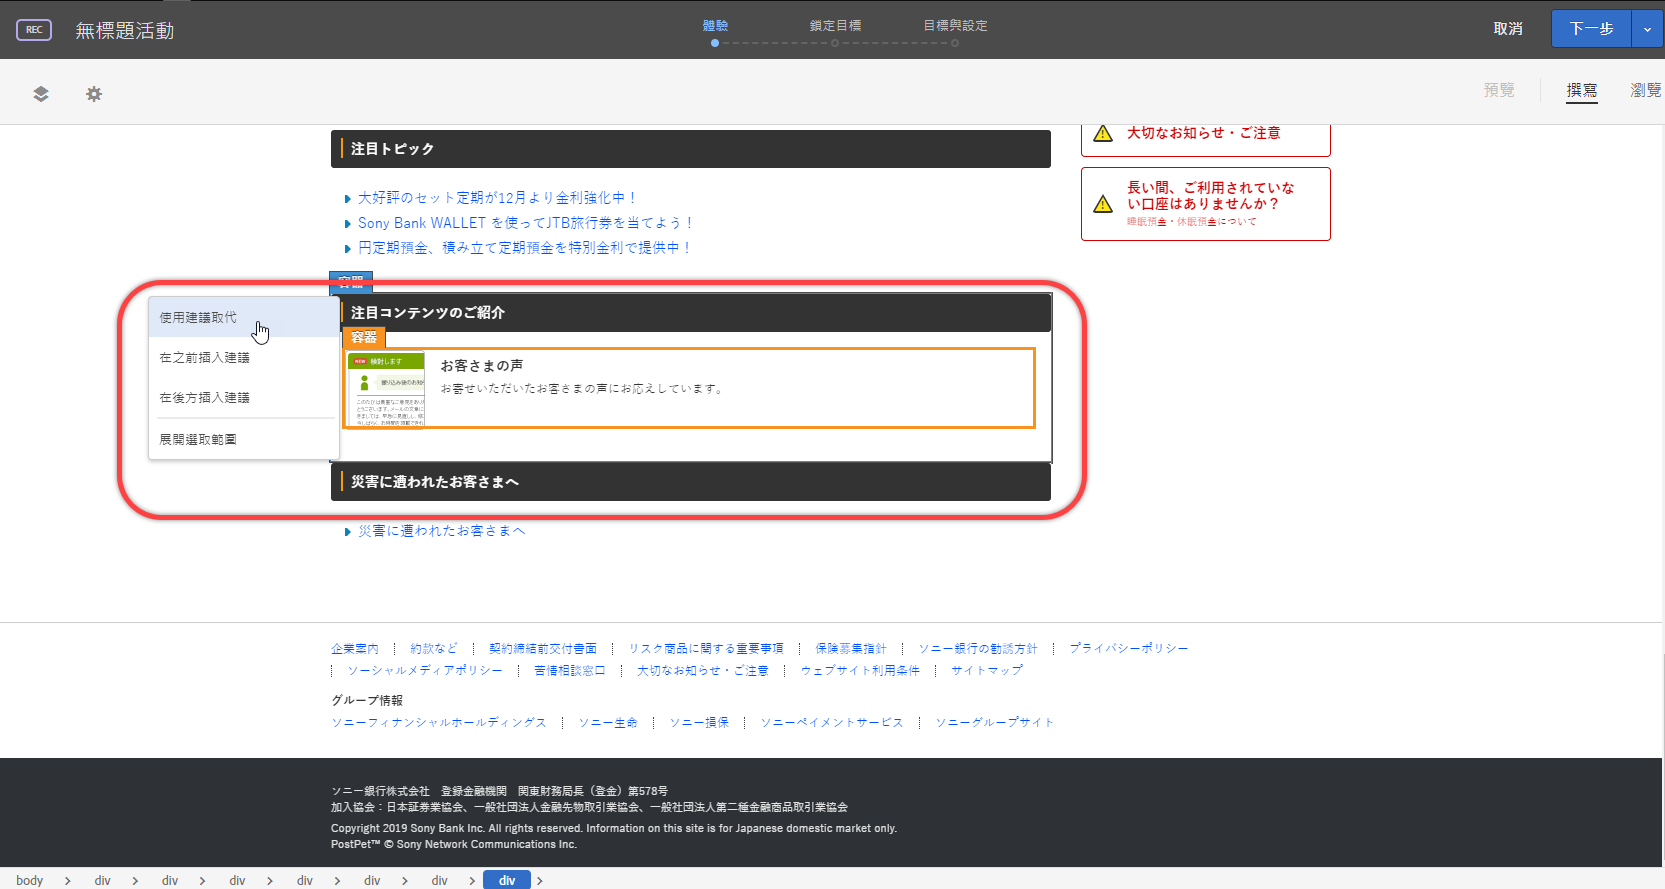 REC
無標題活動
體驗
鎖定目標
目標與設定
取消
下一步
預覽
撰寫
瀏覽
注目トピック
大好評のセット定期が12月より金利強化中！
Sony Bank WALLET を使ってJTB旅行券を当てよう！
円定期預金、積み立て定期預金を特別金利で提供中！
大切なお知らせ・ご注意
長い間、ご利用されていな
い口座はありませんか？
睡眠預金・休眠預金について
容器
注目コンテンツのご紹介
容器
使用建議取代
在之前插入建議
在後方插入建議
展開選取範圍
NEW 検討します
お客さまの声
お寄せいただいたお客さまの声にお応えしています。
災害に遭われたお客さまへ
災害に遭われたお客さまへ
企業案内
約款など
契約締結前交付書面
リスク商品に関する重要事項
保険募集指針
ソニー銀行の勧誘方針
プライバシーポリシー
ソーシャルメディアポリシー
苦情相談窓口
大切なお知らせ・ご注意
ウェブサイト利用条件
サイトマップ
グループ情報
ソニーフィナンシャルホールディングス
ソニー生命
ソニー損保
ソニーペイメントサービス
ソニーグループサイト
ソニー銀行株式会社　登録金融機関　関東財務局長（登金）第578号
加入協会：日本証券業協会、一般社団法人金融先物取引業協会、一般社団法人第二種金融商品取引業協会
Copyright 2019 Sony Bank Inc. All rights reserved. Information on this site is for Japanese domestic market only.
PostPet™ © Sony Network Communications Inc.
body > div > div > div > div > div > div > div >